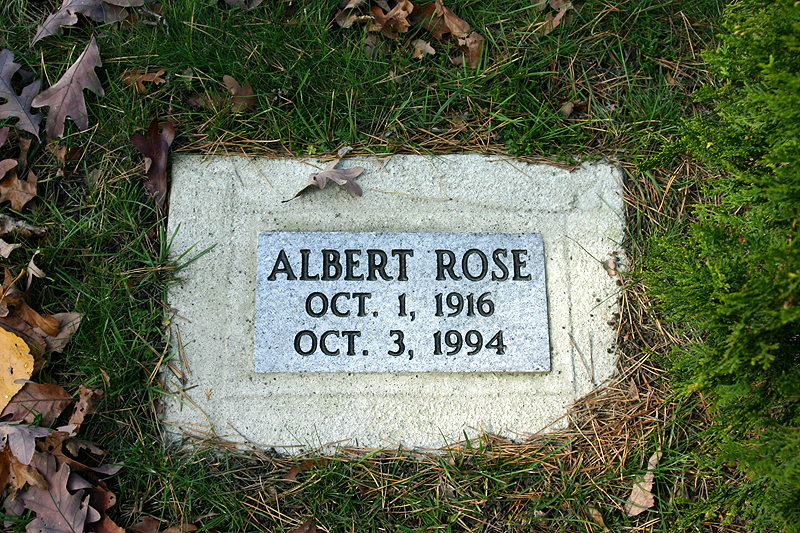 ALBERT ROSE
OCT. 1, 1916
OCT. 3, 1994